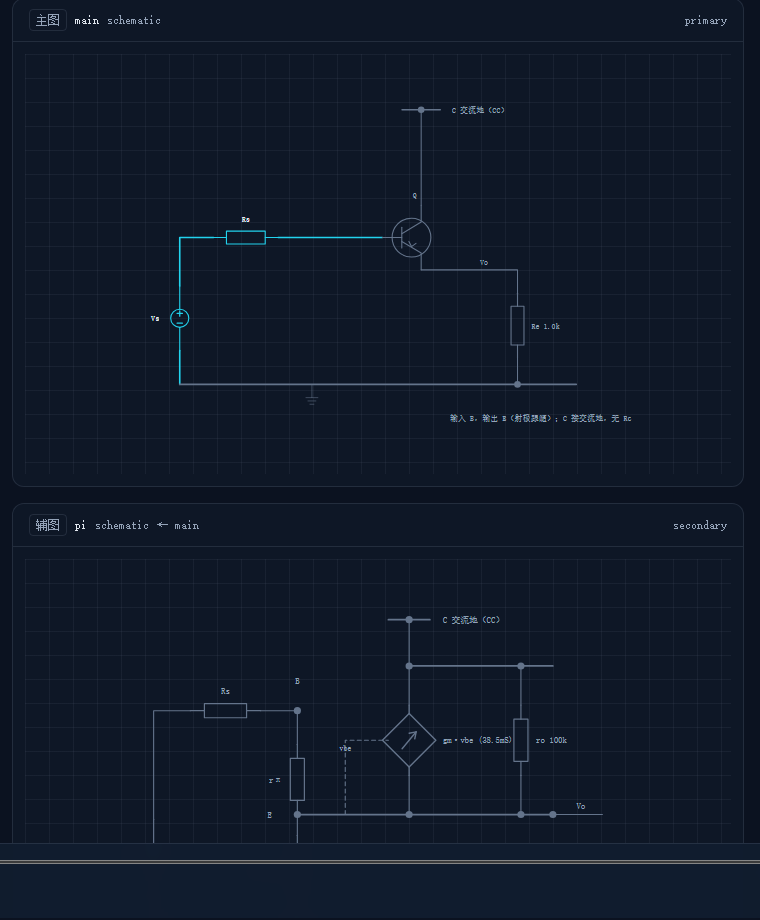 主图 main schematic primary
C 交流地 (CC)
Q
Rs
Vo
Vs
Re 1.0k
输入 B，输出 E（射极跟随）；C 接交流地，无 Rc
辅图 pi schematic ← main secondary
C 交流地 (CC)
B
Rs
gm·vbe (38.5mS)
ro 100k
vbe
rπ
Vo
E